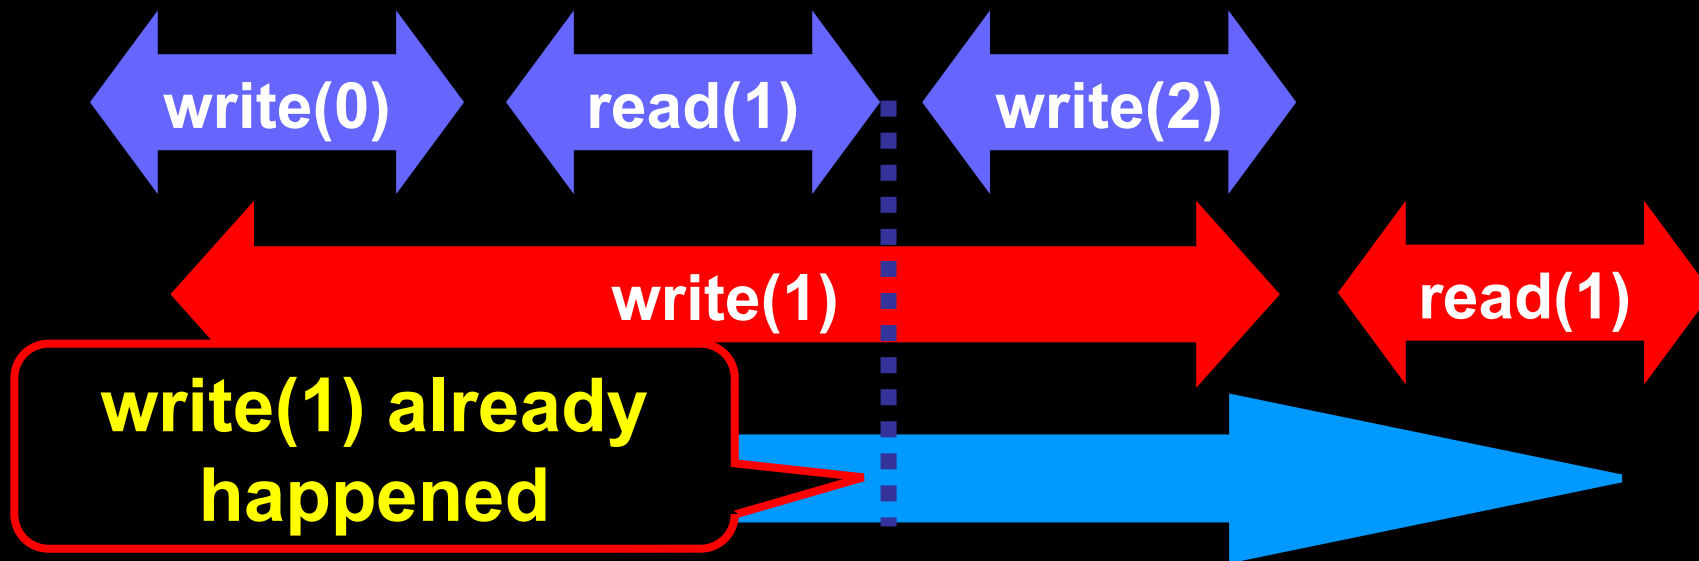 write(0)
read(1)
write(2)
write(1)
read(1)
write(1) already
happened